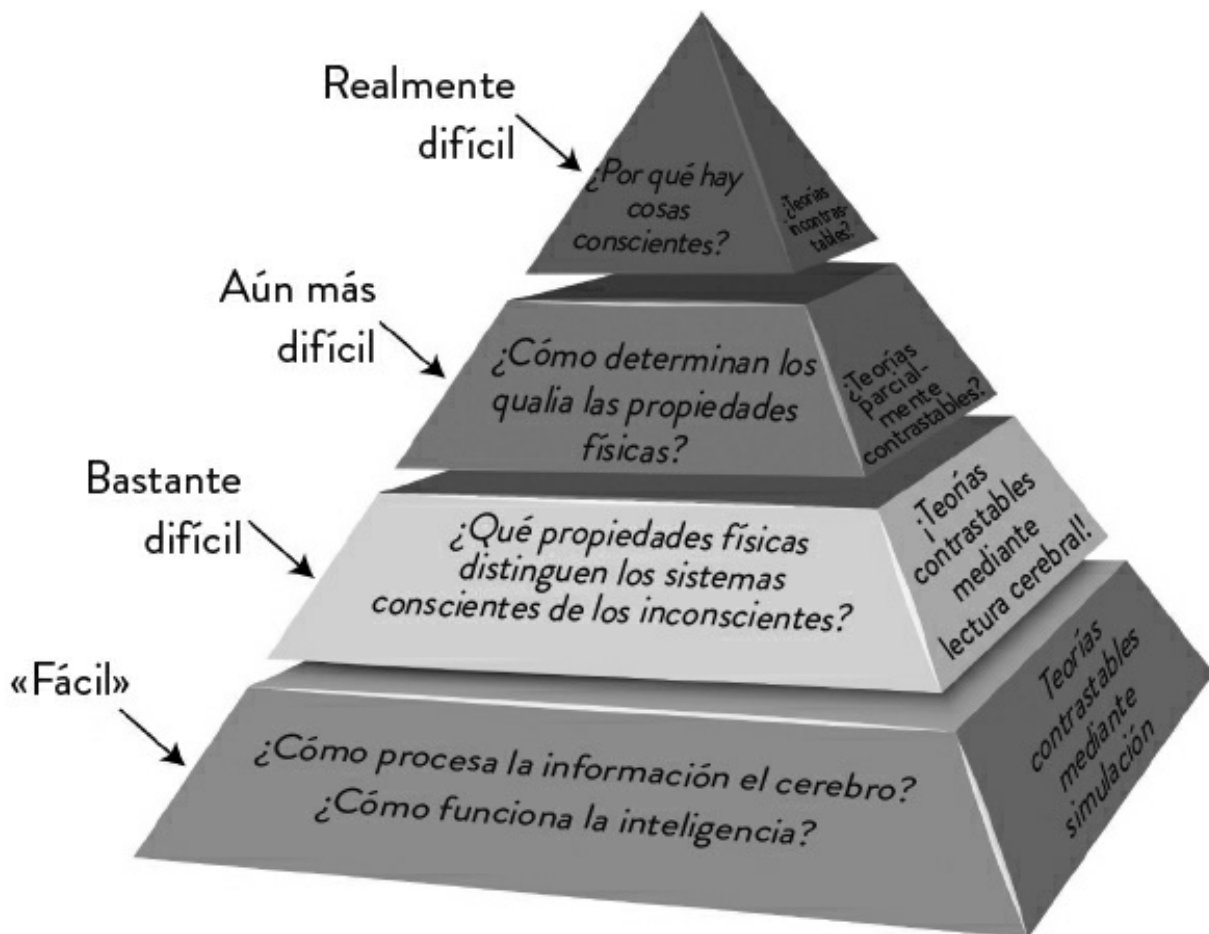 Realmente
difícil
¿Por qué hay
cosas
conscientes?
¿Teorías
incontras-
tables?
Aún más
difícil
¿Cómo determinan los
qualia las propiedades
físicas?
¿Teorías
parcial-
mente
contrastables?
Bastante
difícil
¿Qué propiedades físicas
distinguen los sistemas
conscientes de los inconscientes?
¡Teorías
contrastables
mediante
lectura cerebral!
«Fácil»
¿Cómo procesa la información el cerebro?
¿Cómo funciona la inteligencia?
Teorías
contrastables
mediante
simulación